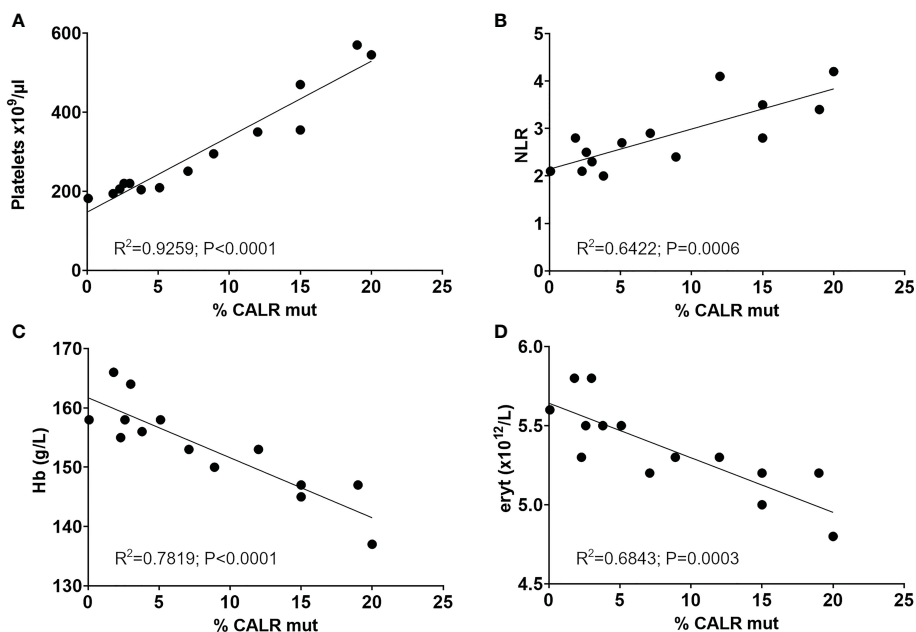 A
Platelets x10⁹/µl
600
400
200
0
R²=0.9259; P<0.0001
0 5 10 15 20 25
% CALR mut
B
NLR
5
4
3
2
1
0
R²=0.6422; P=0.0006
0 5 10 15 20 25
% CALR mut
C
Hb (g/L)
170
160
150
140
130
R²=0.7819; P<0.0001
0 5 10 15 20 25
% CALR mut
D
eryt (x10¹²/L)
6.0
5.5
5.0
4.5
R²=0.6843; P=0.0003
0 5 10 15 20 25
% CALR mut